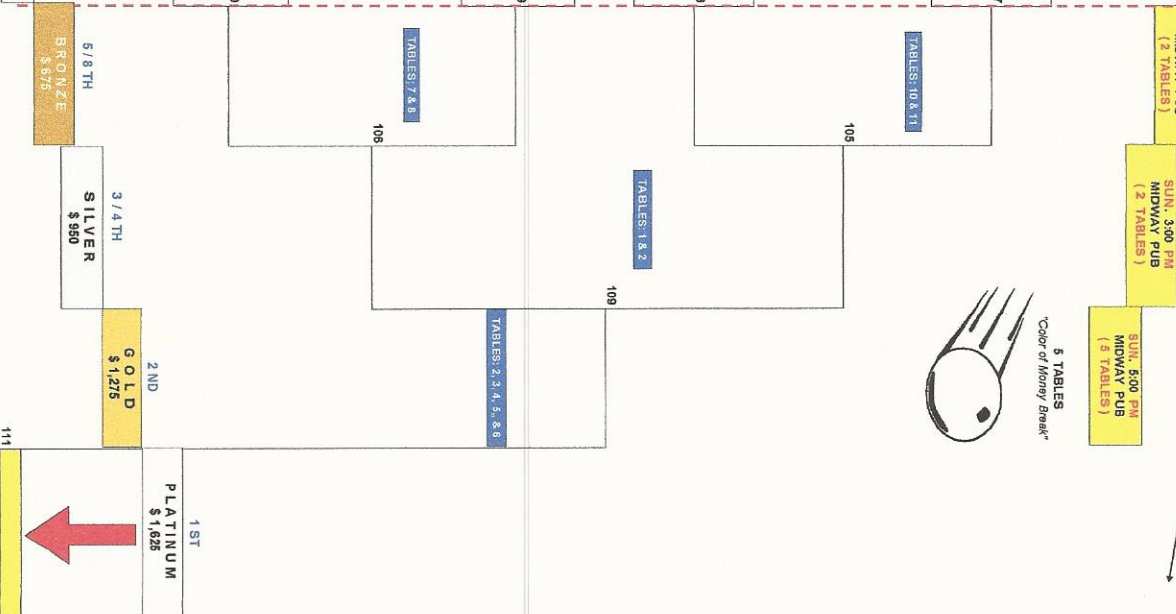 ( 2 TABLES )
SUN. 3:00 PM
MIDWAY PUB
( 2 TABLES )
SUN. 5:00 PM
MIDWAY PUB
( 5 TABLES )
5 TABLES
"Color of Money Break"
TABLES: 10 & 11
105
TABLES: 1 & 2
109
TABLES: 2, 3, 4, 5,, & 6
TABLES: 7 & 8
106
1ST
PLATINUM
$ 1,625
2 ND
GOLD
$ 1,275
3 / 4 TH
SILVER
$ 950
5 / 8 TH
BRONZE
$ 675
111